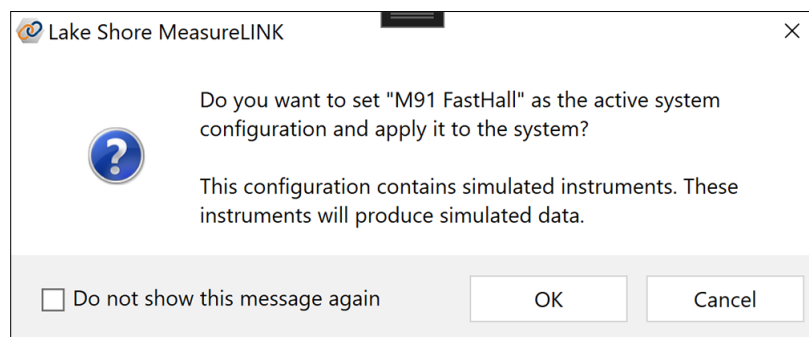 Lake Shore MeasureLINK
Do you want to set "M91 FastHall" as the active system
configuration and apply it to the system?
This configuration contains simulated instruments. These
instruments will produce simulated data.
Do not show this message again
OK
Cancel